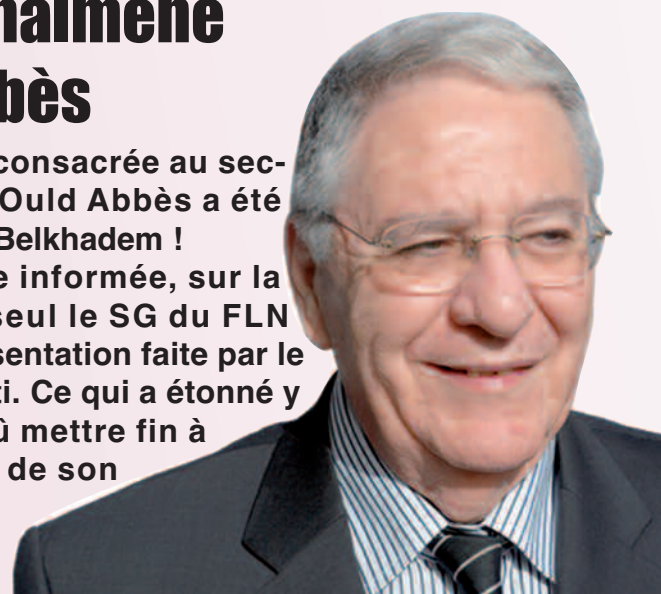 malmène
bès
consacrée au sec-
Ould Abbès a été
Belkhadem !
e informée, sur la
seul le SG du FLN
sentation faite par le
ti. Ce qui a étonné y
û mettre fin à
de son